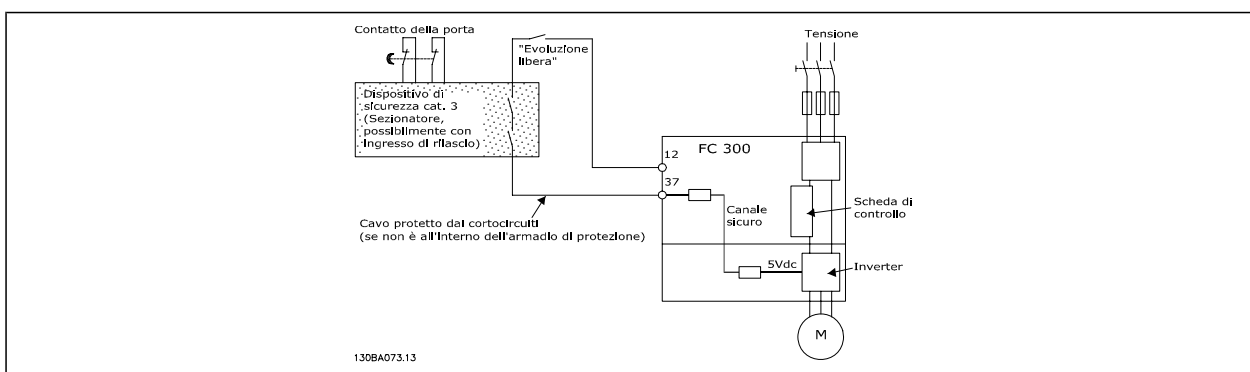 Contatto della porta
"Evoluzione
libera"
Tensione
Dispositivo di
sicurezza cat. 3
(Sezionatore,
possibilmente con
ingresso di rilascio)
12
FC 300
37
Canale
sicuro
Scheda di
controllo
Cavo protetto dai cortocircuiti
(se non è all'interno dell'armadio di protezione)
5Vdc
Inverter
M
130BA073.13